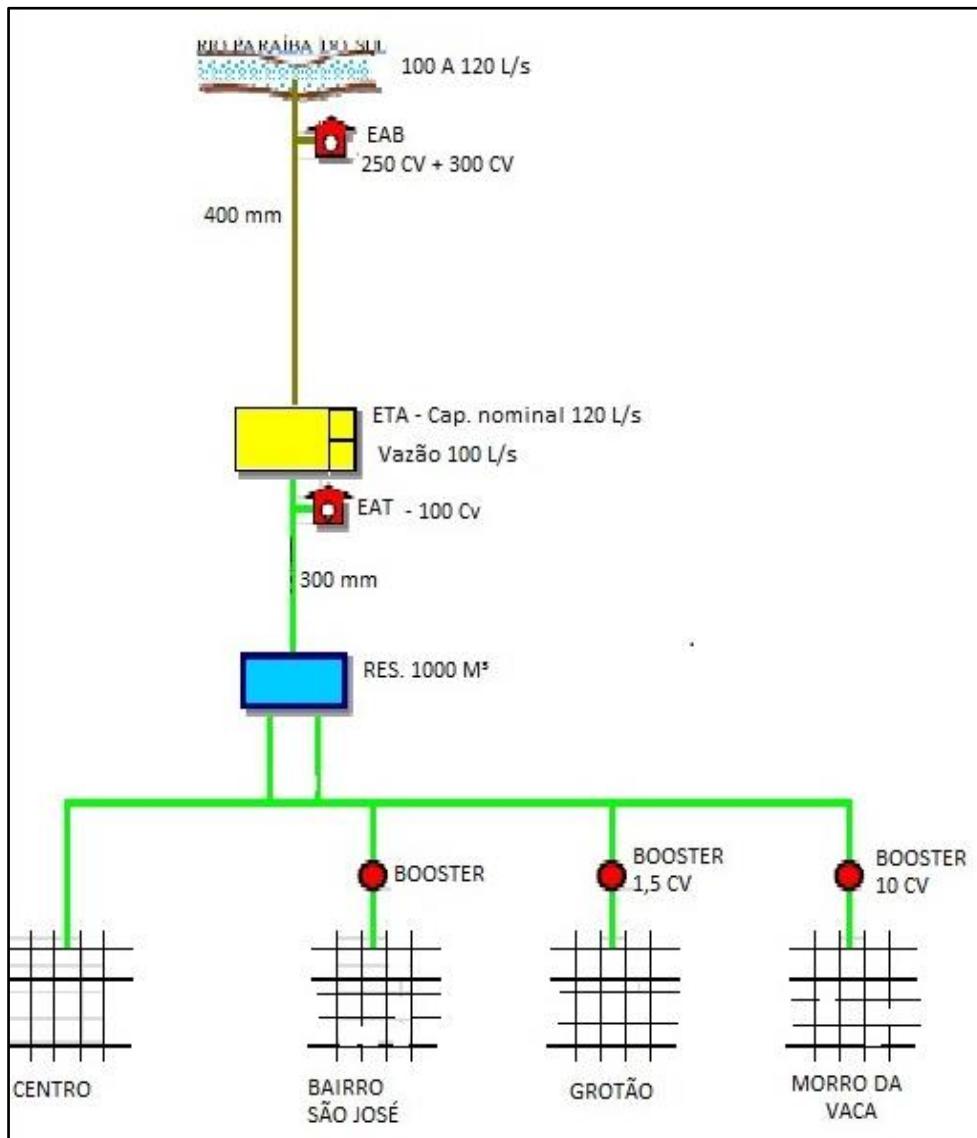 RIO PARAÍBA DO SUL
100 A 120 L/s
EAB
250 CV + 300 CV
400 mm
ETA - Cap. nominal 120 L/s
Vazão 100 L/s
EAT - 100 Cv
300 mm
RES. 1000 M³
BOOSTER
BOOSTER
1,5 CV
BOOSTER
10 CV
CENTRO
BAIRRO
SÃO JOSÉ
GROTÃO
MORRO DA
VACA